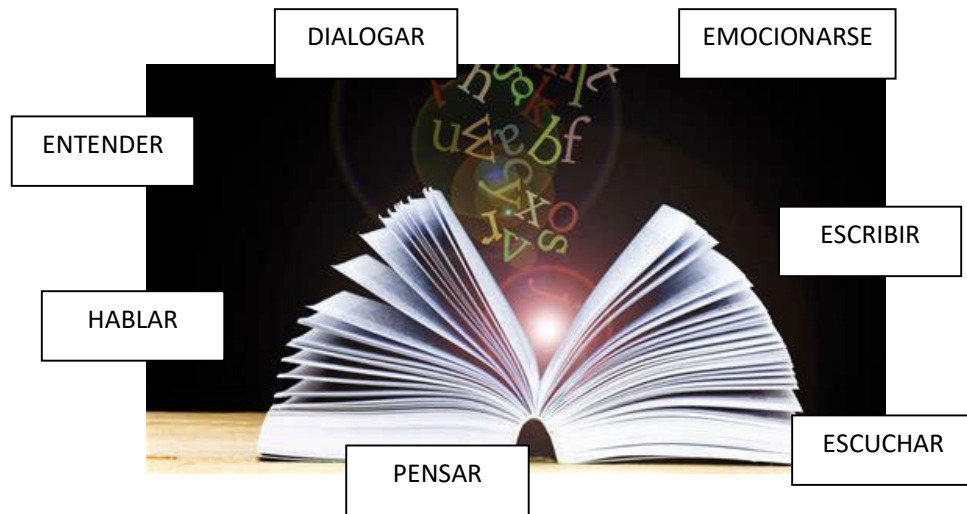 DIALOGAR
EMOCIONARSE
ENTENDER
ESCRIBIR
HABLAR
ESCUCHAR
PENSAR